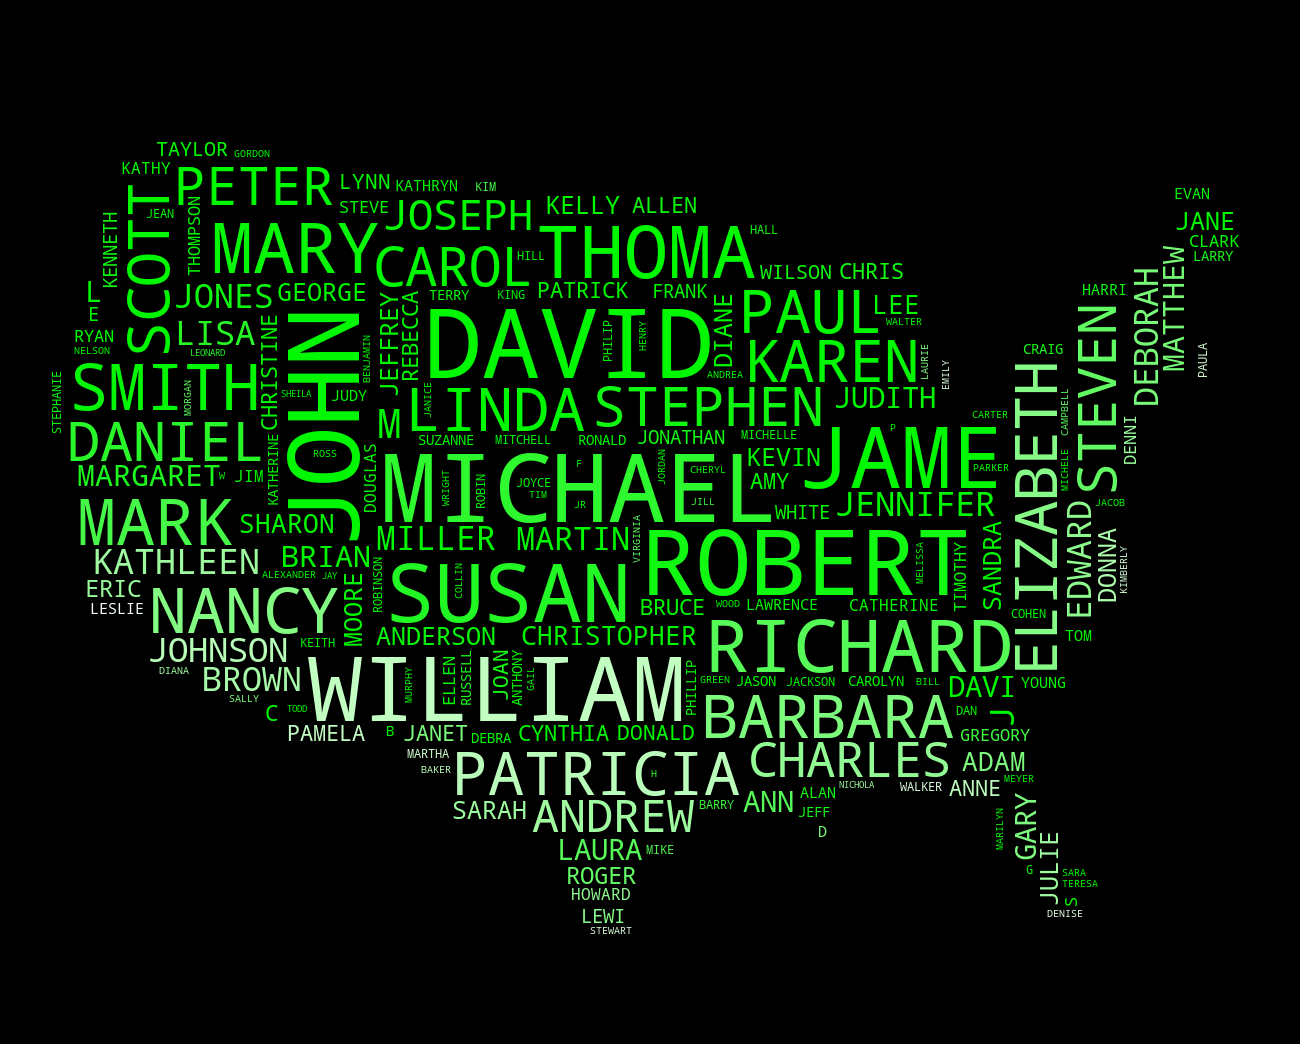 TAYLOR
GORDON
KATHY
PETER
LYNN
KATHRYN
KIM
SCOTT
JEAN
THOMPSON
KENNETH
STEVE
JOSEPH
KELLY
ALLEN
EVAN
JANE
CLARK
LARRY
MARY
CAROL
HILL
THOMA
HALL
WILSON
CHRIS
MATTHEW
DEBORAH
HARRI
L
E
JONES
GEORGE
TERRY
KING
PATRICK
FRANK
PAUL
LEE
WALTER
RYAN
NELSON
LISA
LEONARD
CHRISTINE
JOHN
BENJAMIN
JEFFREY
REBECCA
DAVID
PHILIP
HENRY
DIANE
ANDREA
KAREN
LAURIE
EMILY
CRAIG
STEVEN
PAULA
STEPHANIE
SMITH
MORGAN
SHEILA
JUDY
M
JANICE
LINDA
STEPHEN
JUDITH
CARTER
ELIZABETH
CAMPBELL
DENNI
DANIEL
MARGARET
W
JIM
KATHERINE
ROSS
DOUGLAS
SUZANNE
MITCHELL
RONALD
JONATHAN
MICHELLE
P
JAME
PARKER
MICHELE
MICHAEL
WRIGHT
ROBIN
JOYCE
TIM
F
JR
JORDAN
CHERYL
JILL
KEVIN
AMY
WHITE
JENNIFER
JACOB
MARK
SHARON
MILLER
MARTIN
VIRGINIA
ROBERT
MELISSA
TIMOTHY
SANDRA
EDWARD
DONNA
KIMBERLY
KATHLEEN
BRIAN
ALEXANDER
JAY
ERIC
LESLIE
NANCY
MOORE
ROBINSON
SUSAN
COLLIN
BRUCE
WOOD
LAWRENCE
CATHERINE
COHEN
TOM
JOHNSON
KEITH
ANDERSON
CHRISTOPHER
RICHARD
DIANA
BROWN
SALLY
WILLIAM
MURPHY
ELLEN
RUSSELL
JOAN
ANTHONY
GAIL
PHILLIP
GREEN
JASON
JACKSON
CAROLYN
BILL
DAVI
YOUNG
C
TODD
PAMELA
B
JANET
DEBRA
CYNTHIA
DONALD
BARBARA
DAN
J
GREGORY
MARTHA
BAKER
PATRICIA
H
CHARLES
ADAM
MEYER
NICHOLA
WALKER
ANNE
SARAH
ANDREW
BARRY
ANN
ALAN
JEFF
D
MARILYN
GARY
LAURA
MIKE
JULIE
ROGER
G
SARA
TERESA
HOWARD
S
LEWI
DENISE
STEWART